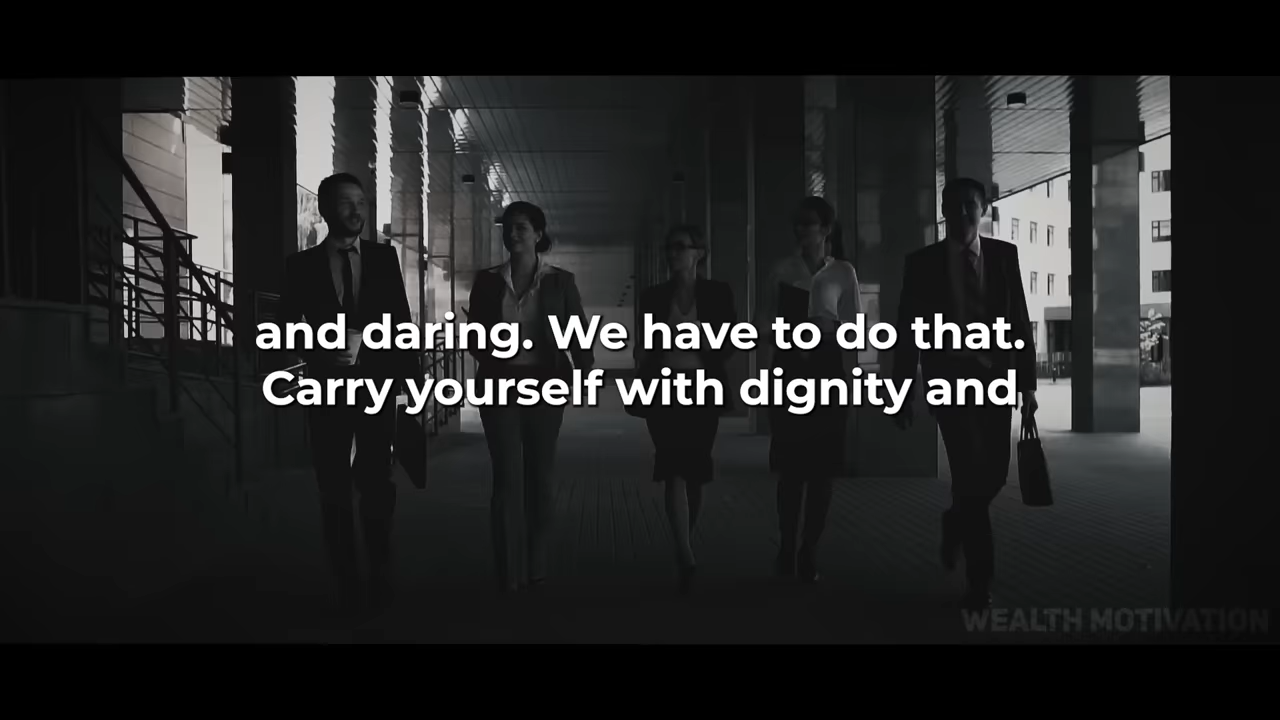 and daring. We have to do that.
Carry yourself with dignity and
WEALTH MOTIVATION